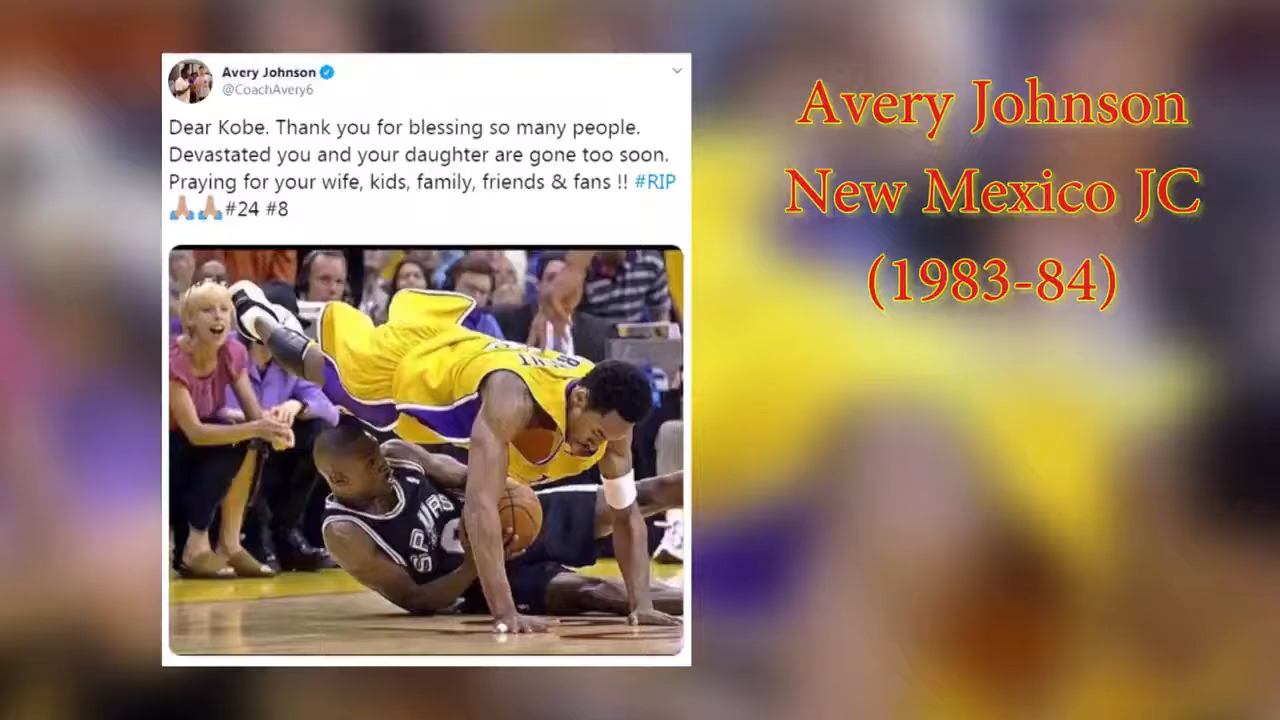 Avery Johnson
@CoachAvery6
Dear Kobe. Thank you for blessing so many people.
Devastated you and your daughter are gone too soon.
Praying for your wife, kids, family, friends & fans !! #RIP
🙏🏼🙏🏼#24 #8
SPURS
6
Avery Johnson
New Mexico JC
(1983-84)